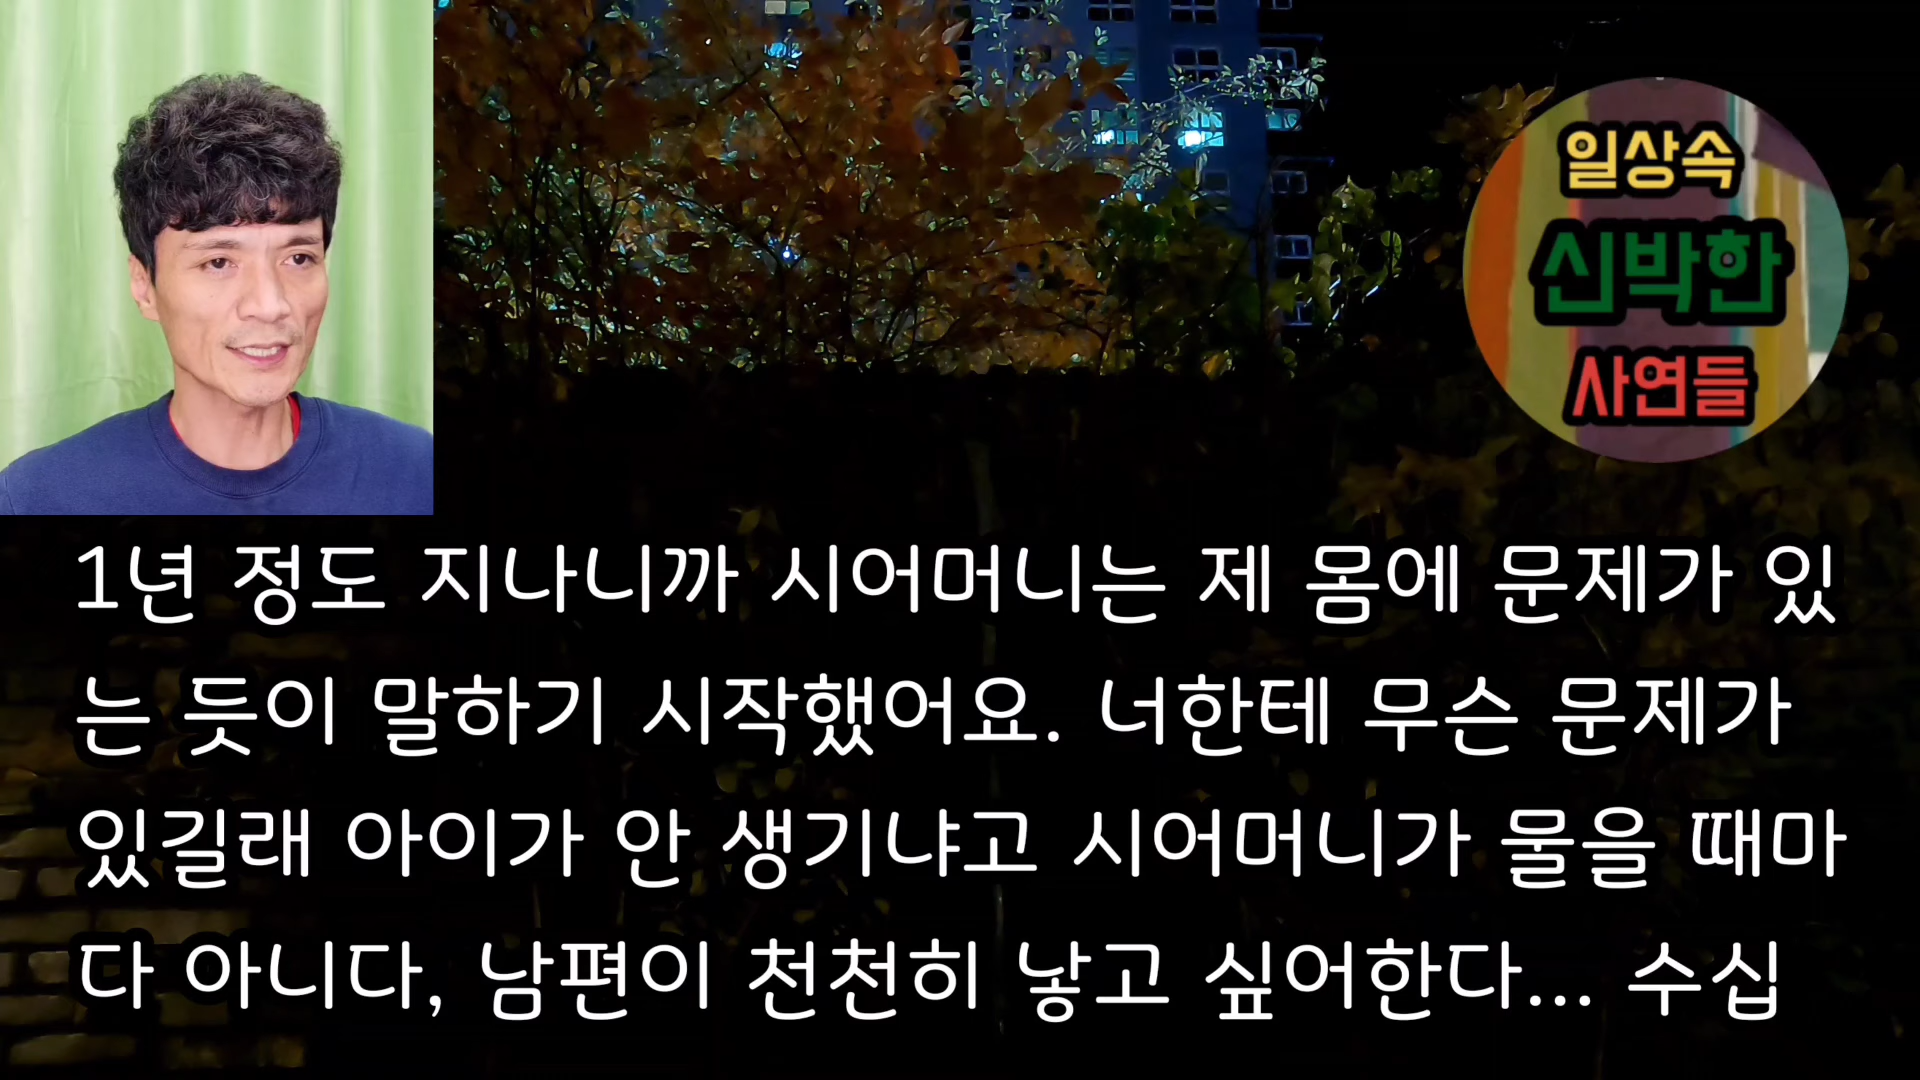 일상속
신박한
사연들
1년 정도 지나니까 시어머니는 제 몸에 문제가 있
는 듯이 말하기 시작했어요. 너한테 무슨 문제가
있길래 아이가 안 생기냐고 시어머니가 물을 때마
다 아니다, 남편이 천천히 낳고 싶어한다... 수십